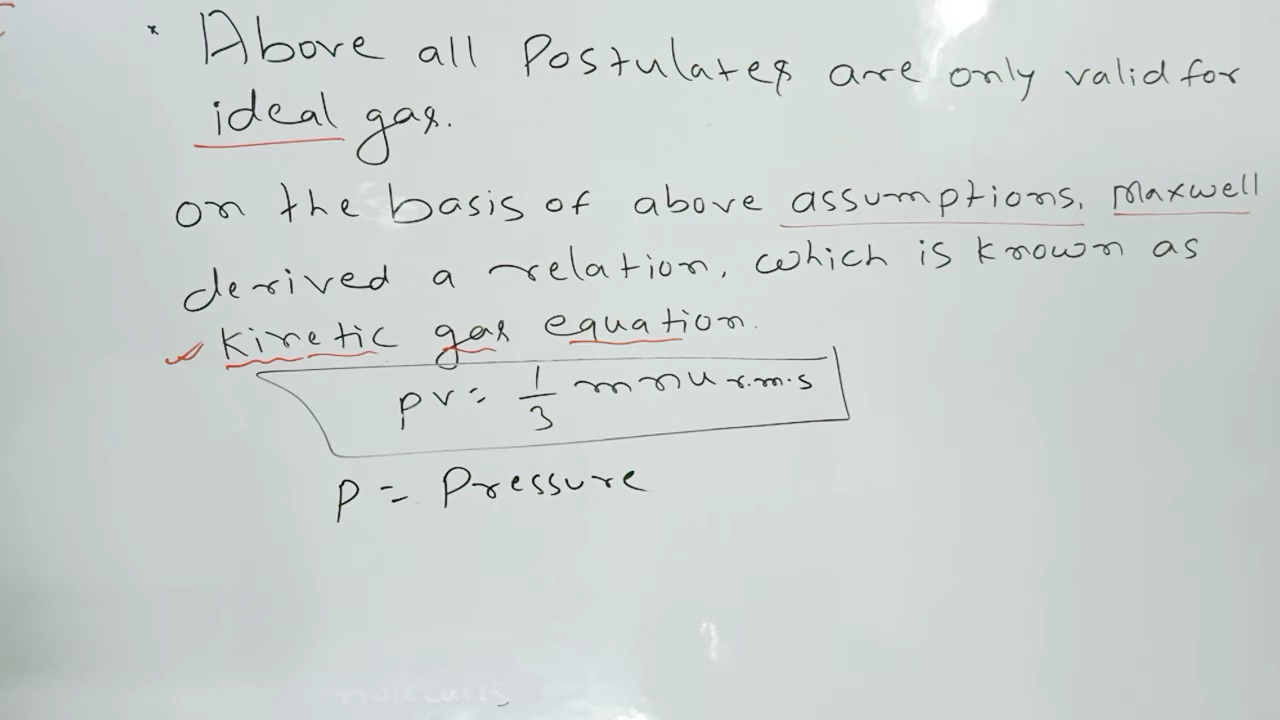 * Above all Postulates are only valid for
ideal gas.
on the basis of above assumptions, Maxwell
derived a relation, which is known as
kinetic gas equation.
PV = 1/3 mnu r.m.s
P = Pressure
molecules